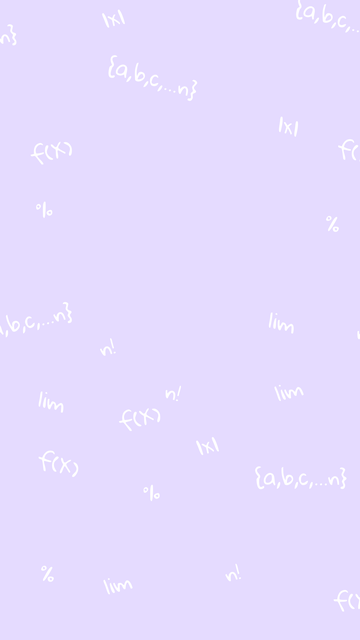 |x|
{a,b,c,...
n}
{a,b,c,...n}
|x|
f(x)
f(
%
%
a,b,c,...n}
lim
n!
lim
n!
lim
f(x)
|x|
f(x)
{a,b,c,...n}
%
%
n!
lim
f(x